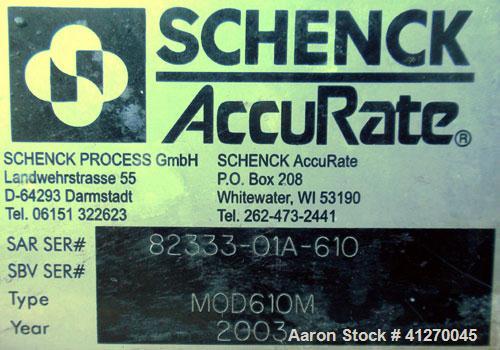 SCHENCK
AccuRate®
SCHENCK PROCESS GmbH
Landwehrstrasse 55
D-64293 Darmstadt
Tel. 06151 322623
SCHENCK AccuRate
P.O. Box 208
Whitewater, WI 53190
Tel. 262-473-2441
SAR SER# 82333-01A-610
SBV SER#
Type MOD610M
Year 2003
Aaron Stock # 41270045